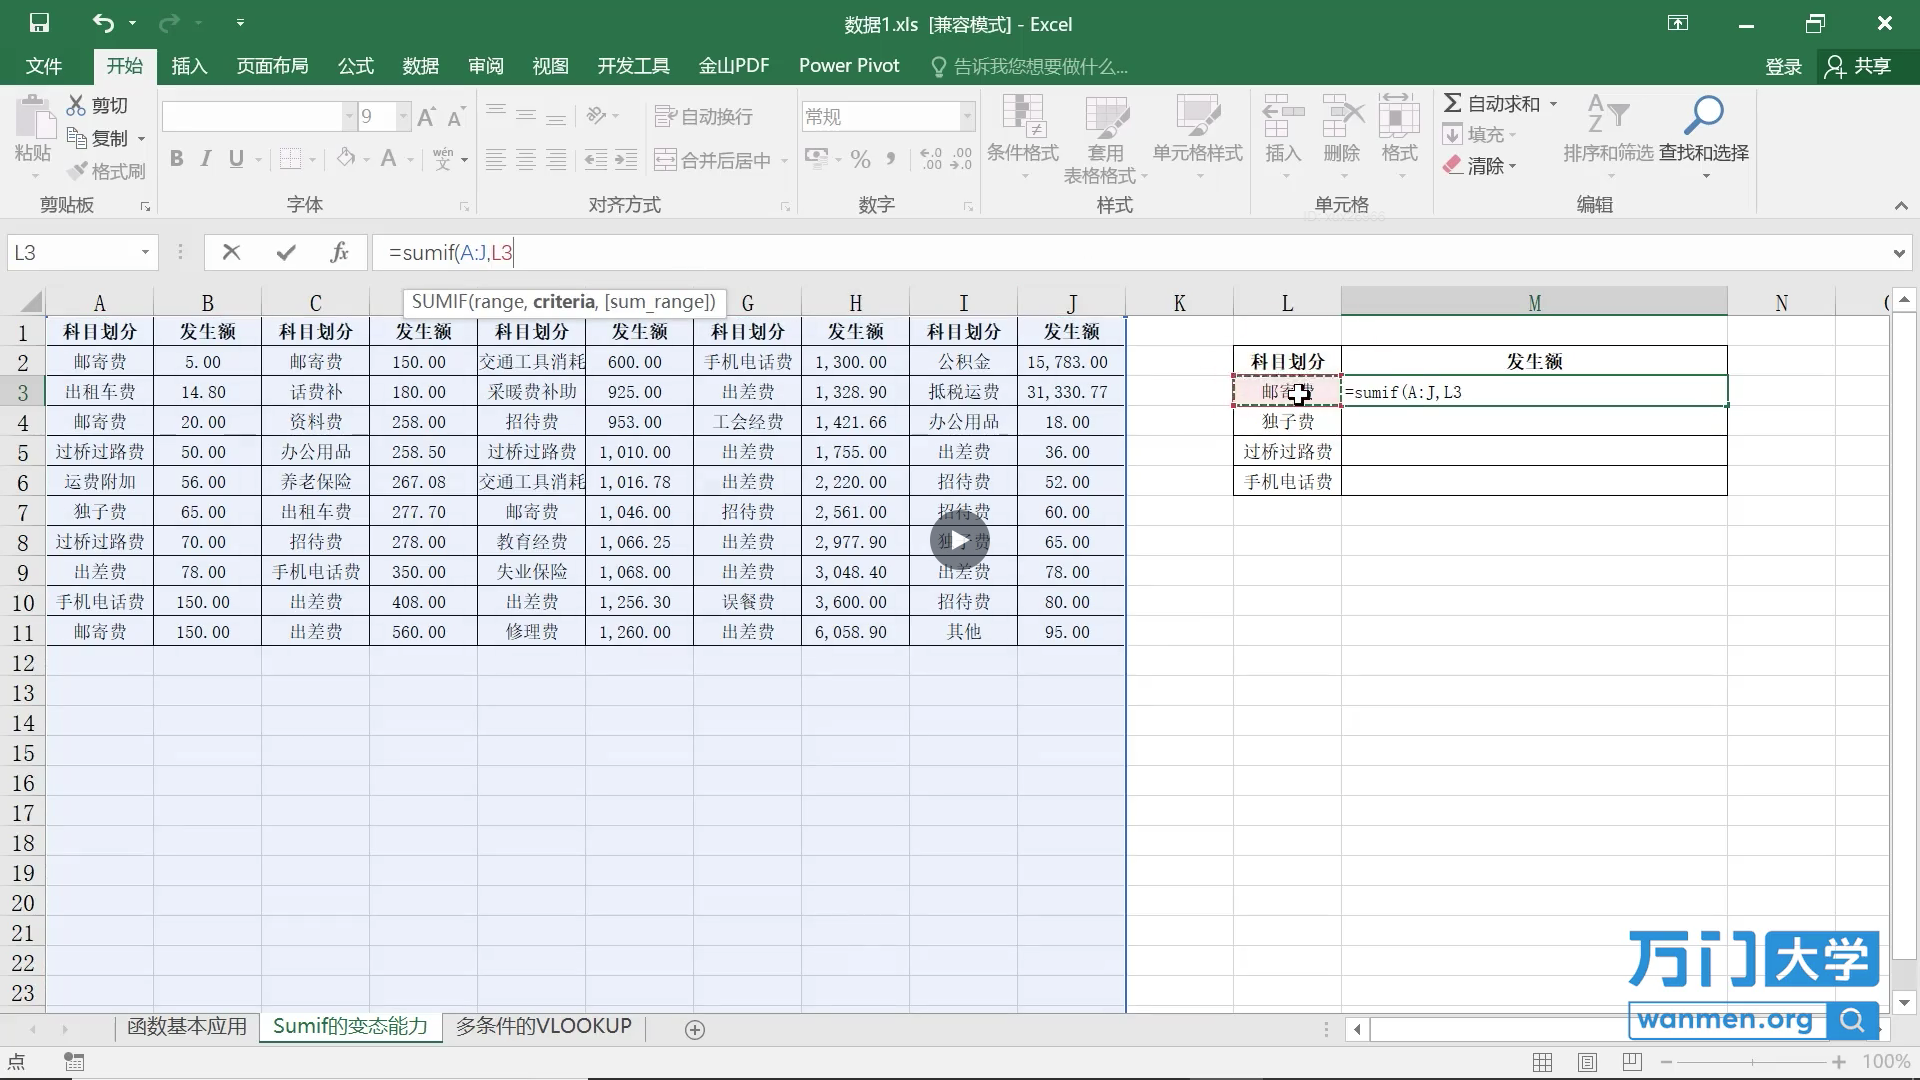 数据1.xls [兼容模式] - Excel
文件 开始 插入 页面布局 公式 数据 审阅 视图 开发工具 金山PDF Power Pivot 告诉我您想要做什么... 登录 共享
粘贴 剪切 复制 格式刷 剪贴板
9 A A B I U A wén 文 字体
自动换行 合并后居中 对齐方式
常规 % , .00 .0 数字
条件格式 套用 表格格式 单元格样式 样式
插入 删除 格式 单元格
自动求和 填充 清除 排序和筛选 查找和选择 编辑
L3 fx =sumif(A:J,L3
SUMIF(range, criteria, [sum_range])
A B C G H I J K L M N
1 科目划分 发生额 科目划分 发生额 科目划分 发生额 科目划分 发生额 科目划分 发生额
2 邮寄费 5.00 邮寄费 150.00 交通工具消耗 600.00 手机电话费 1,300.00 公积金 15,783.00 科目划分 发生额
3 出租车费 14.80 话费补 180.00 采暖费补助 925.00 出差费 1,328.90 抵税运费 31,330.77 邮寄费 =sumif(A:J,L3
4 邮寄费 20.00 资料费 258.00 招待费 953.00 工会经费 1,421.66 办公用品 18.00 独子费
5 过桥过路费 50.00 办公用品 258.50 过桥过路费 1,010.00 出差费 1,755.00 出差费 36.00 过桥过路费
6 运费附加 56.00 养老保险 267.08 交通工具消耗 1,016.78 出差费 2,220.00 招待费 52.00 手机电话费
7 独子费 65.00 出租车费 277.70 邮寄费 1,046.00 招待费 2,561.00 招待费 60.00
8 过桥过路费 70.00 招待费 278.00 教育经费 1,066.25 出差费 2,977.90 独子费 65.00
9 出差费 78.00 手机电话费 350.00 失业保险 1,068.00 出差费 3,048.40 出差费 78.00
10 手机电话费 150.00 出差费 408.00 出差费 1,256.30 误餐费 3,600.00 招待费 80.00
11 邮寄费 150.00 出差费 560.00 修理费 1,260.00 出差费 6,058.90 其他 95.00
12
13
14
15
16
17
18
19
20
21
22
23
万门大学
wanmen.org
函数基本应用 Sumif的变态能力 多条件的VLOOKUP
点 100%